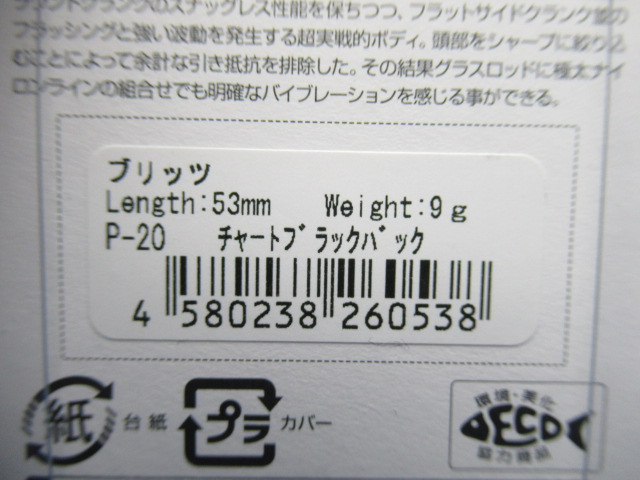 ラウンドクランクのスナッグレス性能を保ちつつ、フラットサイドクランク並の
フラッシングと強い波動を発生する超実戦的ボディ。頭部をシャープに絞り込
むことによって余計な引き抵抗を排除した。その結果グラスロッドに極太ナイ
ロンラインの組合せでも明確なバイブレーションを感じる事ができる。
ブリッツ
Length:53mm Weight:9g
P-20 チャートブラックバック
4 580238 260538
紙 台紙 プラ カバー
環境・美化
ECO
協力商品